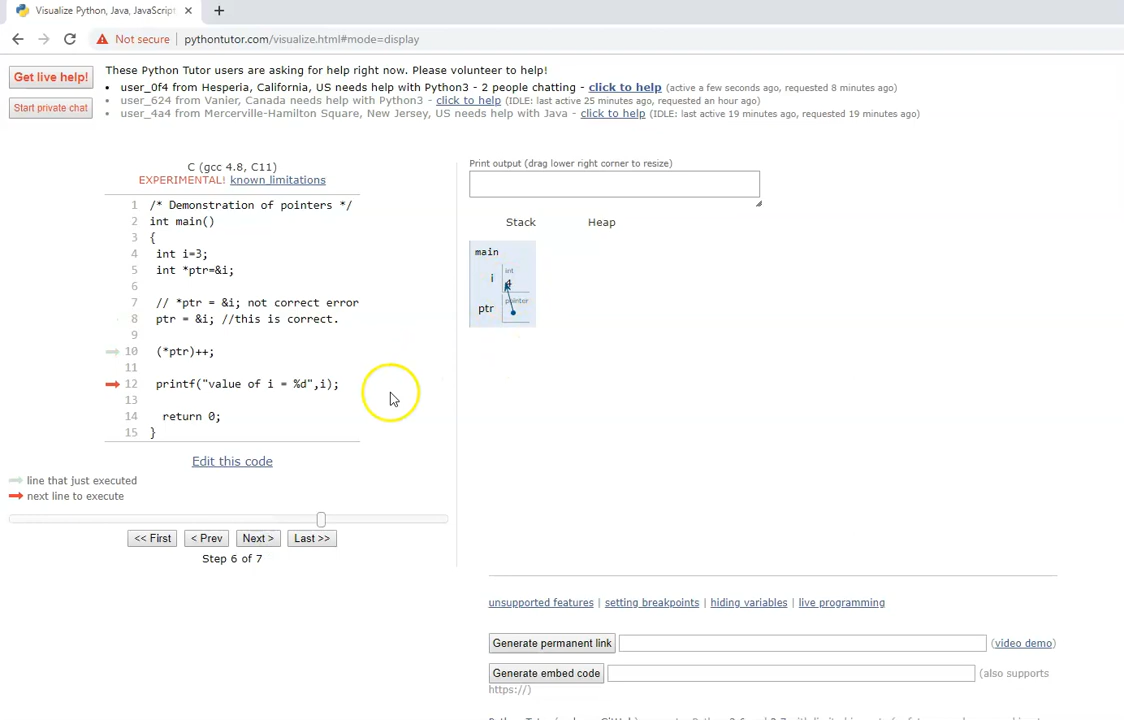 Visualize Python, Java, JavaScript,
Not secure
pythontutor.com/visualize.html#mode=display
Get live help!
Start private chat
These Python Tutor users are asking for help right now. Please volunteer to help!
• user_0f4 from Hesperia, California, US needs help with Python3 - 2 people chatting - click to help (active a few seconds ago, requested 8 minutes ago)
• user_624 from Vanier, Canada needs help with Python3 - click to help (IDLE: last active 25 minutes ago, requested an hour ago)
• user_4a4 from Mercerville-Hamilton Square, New Jersey, US needs help with Java - click to help (IDLE: last active 19 minutes ago, requested 19 minutes ago)
C (gcc 4.8, C11)
EXPERIMENTAL! known limitations
1 /* Demonstration of pointers */
2 int main()
3 {
4 int i=3;
5 int *ptr=&i;
6
7 // *ptr = &i; not correct error
8 ptr = &i; //this is correct.
9
10 (*ptr)++;
11
12 printf("value of i = %d",i);
13
14 return 0;
15 }
Edit this code
line that just executed
next line to execute
<< First
< Prev
Next >
Last >>
Step 6 of 7
Print output (drag lower right corner to resize)
Stack
Heap
main
int
i 4
pointer
ptr
unsupported features | setting breakpoints | hiding variables | live programming
Generate permanent link
(video demo)
Generate embed code
(also supports
https://)